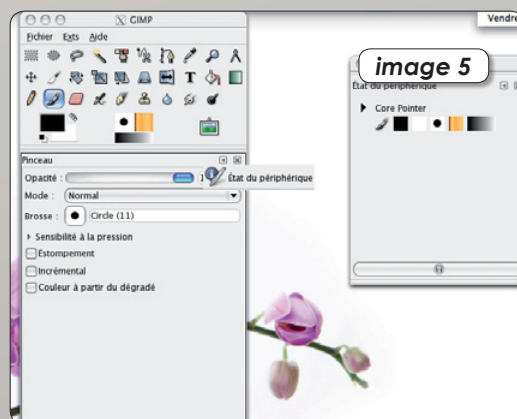 GIMP
Vendre
Fichier Exts Aide
image 5
État du périphérique
Core Pointer
Pinceau
Opacité :
État du périphérique
Mode : Normal
Brosse : Circle (11)
Sensibilité à la pression
Estompement
Incrémental
Couleur à partir du dégradé